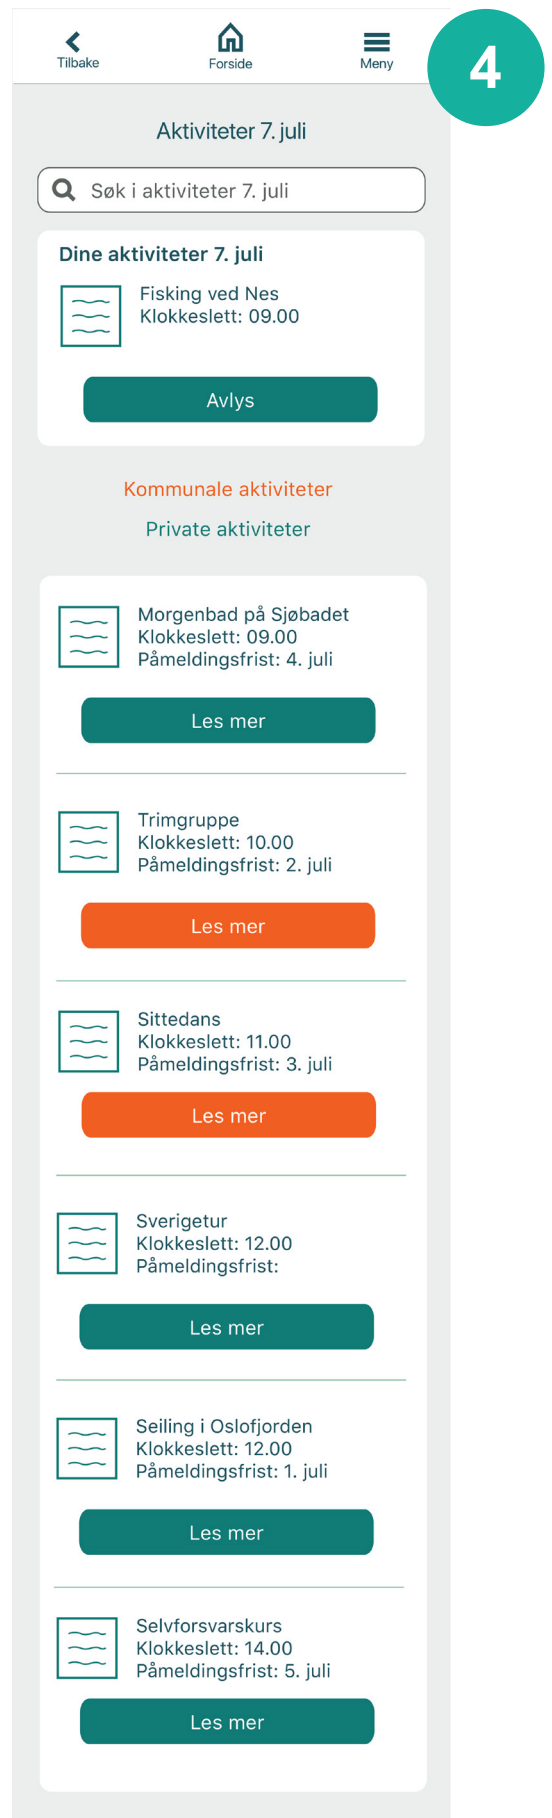 Tilbake
Forside
Meny
4
Aktiviteter 7. juli
Søk i aktiviteter 7. juli
Dine aktiviteter 7. juli
Fisking ved Nes
Klokkeslett: 09.00
Avlys
Kommunale aktiviteter
Private aktiviteter
Morgenbad på Sjøbadet
Klokkeslett: 09.00
Påmeldingsfrist: 4. juli
Les mer
Trimgruppe
Klokkeslett: 10.00
Påmeldingsfrist: 2. juli
Les mer
Sittedans
Klokkeslett: 11.00
Påmeldingsfrist: 3. juli
Les mer
Sverigetur
Klokkeslett: 12.00
Påmeldingsfrist:
Les mer
Seiling i Oslofjorden
Klokkeslett: 12.00
Påmeldingsfrist: 1. juli
Les mer
Selvforsvarskurs
Klokkeslett: 14.00
Påmeldingsfrist: 5. juli
Les mer